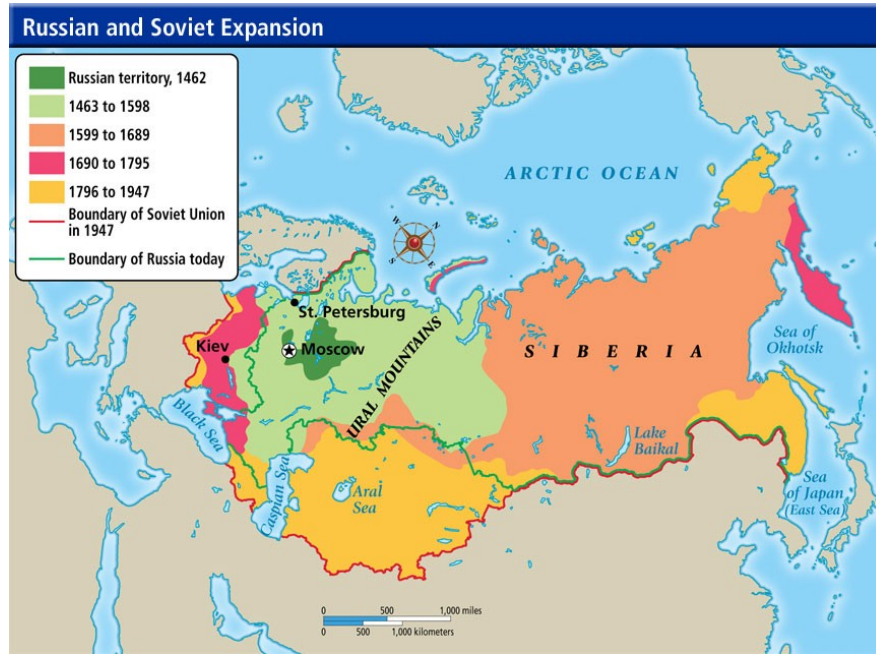 Russian and Soviet Expansion
Russian territory, 1462
1463 to 1598
1599 to 1689
1690 to 1795
1796 to 1947
Boundary of Soviet Union
in 1947
Boundary of Russia today
ARCTIC OCEAN
N
E
S
W
St. Petersburg
Kiev
Moscow
URAL MOUNTAINS
SIBERIA
Sea of
Okhotsk
Black Sea
Caspian Sea
Aral
Sea
Lake
Baikal
Sea
of Japan
(East Sea)
0 500 1,000 miles
0 500 1,000 kilometers